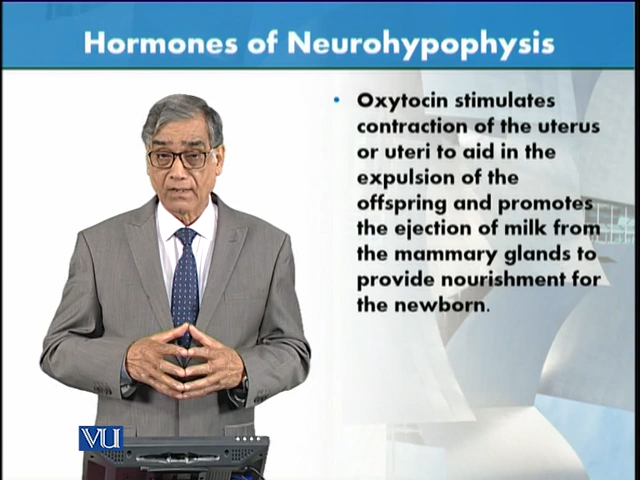 Hormones of Neurohypophysis
• Oxytocin stimulates
contraction of the uterus
or uteri to aid in the
expulsion of the
offspring and promotes
the ejection of milk from
the mammary glands to
provide nourishment for
the newborn.
VU